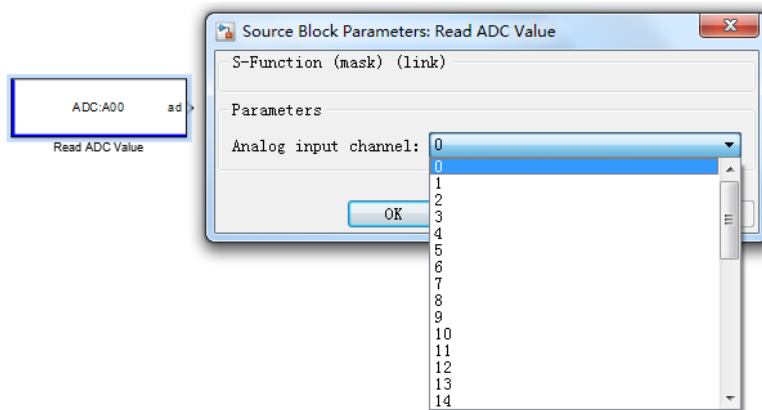 Source Block Parameters: Read ADC Value
S-Function (mask) (link)
ADC:A00 ad
Read ADC Value
Parameters
Analog input channel: 0
0
1
2
3
4
5
6
7
8
9
10
11
12
13
14
OK